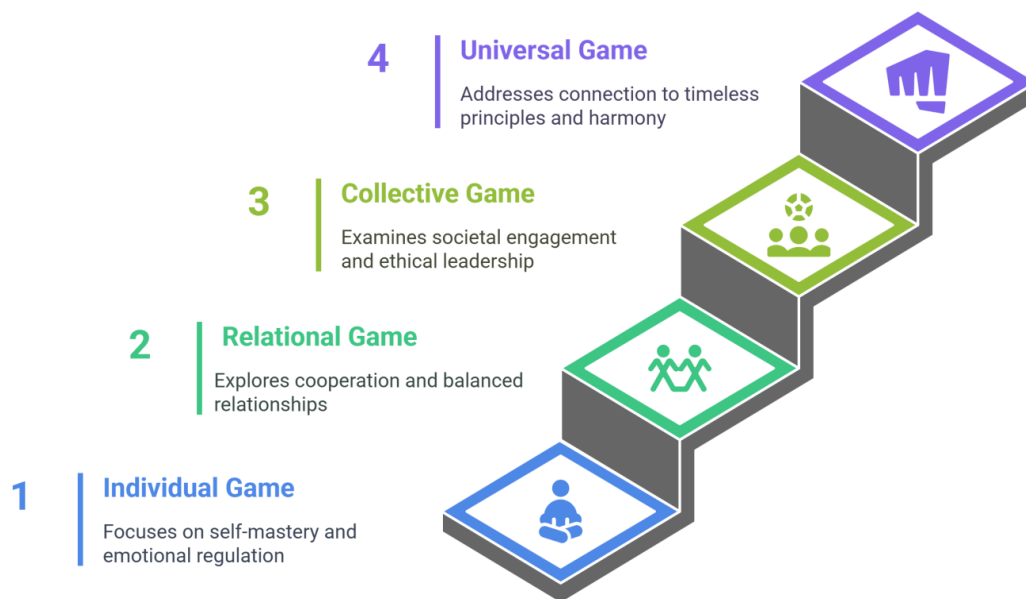 4
Universal Game
Addresses connection to timeless
principles and harmony
3
Collective Game
Examines societal engagement
and ethical leadership
2
Relational Game
Explores cooperation and balanced
relationships
1
Individual Game
Focuses on self-mastery and
emotional regulation